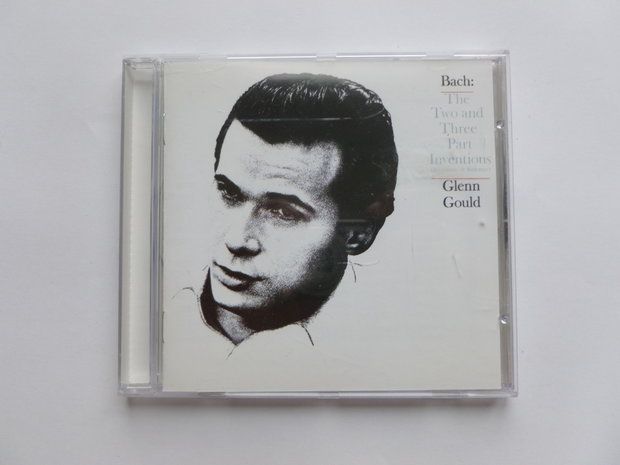 Bach:
The
Two and
Three
Part
Inventions
Glenn
Gould